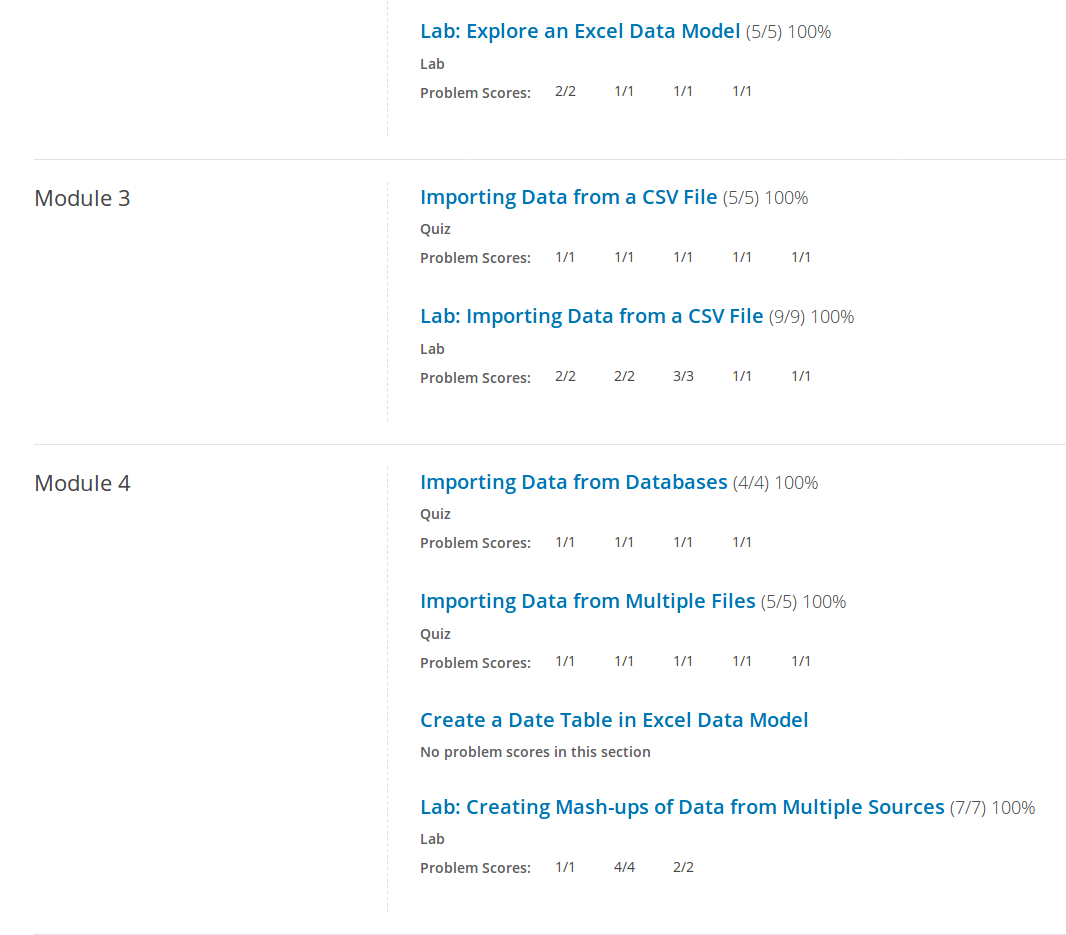 Lab: Explore an Excel Data Model (5/5) 100%
Lab
Problem Scores: 2/2 1/1 1/1 1/1
Module 3
Importing Data from a CSV File (5/5) 100%
Quiz
Problem Scores: 1/1 1/1 1/1 1/1 1/1
Lab: Importing Data from a CSV File (9/9) 100%
Lab
Problem Scores: 2/2 2/2 3/3 1/1 1/1
Module 4
Importing Data from Databases (4/4) 100%
Quiz
Problem Scores: 1/1 1/1 1/1 1/1
Importing Data from Multiple Files (5/5) 100%
Quiz
Problem Scores: 1/1 1/1 1/1 1/1 1/1
Create a Date Table in Excel Data Model
No problem scores in this section
Lab: Creating Mash-ups of Data from Multiple Sources (7/7) 100%
Lab
Problem Scores: 1/1 4/4 2/2